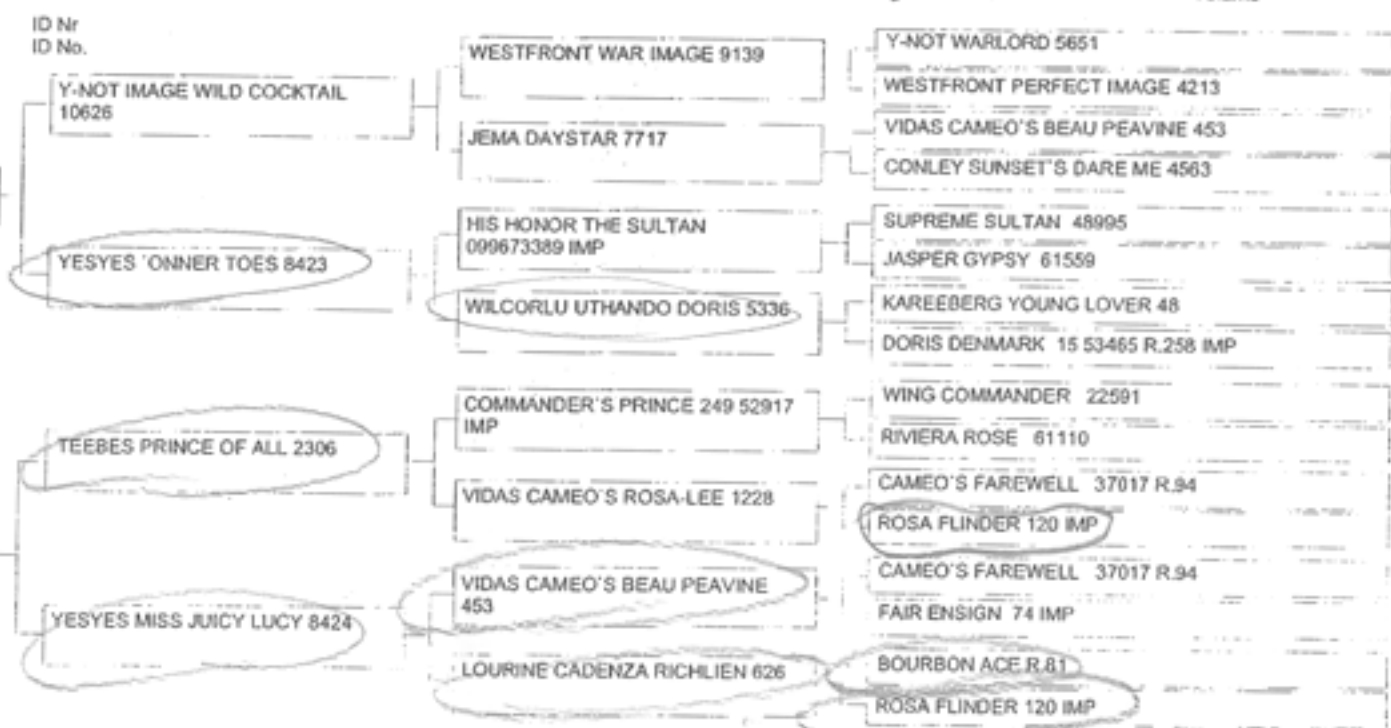 ID Nr
ID No.
Y-NOT IMAGE WILD COCKTAIL
10626
YESYES ´ONNER TOES 8423
TEEBES PRINCE OF ALL 2306
YESYES MISS JUICY LUCY 8424
WESTFRONT WAR IMAGE 9139
JEMA DAYSTAR 7717
HIS HONOR THE SULTAN
099673389 IMP
WILCORLU UTHANDO DORIS 5336
COMMANDER´S PRINCE 249 52917
IMP
VIDAS CAMEO´S ROSA-LEE 1228
VIDAS CAMEO´S BEAU PEAVINE
453
LOURINE CADENZA RICHLIEN 626
Y-NOT WARLORD 5651
WESTFRONT PERFECT IMAGE 4213
VIDAS CAMEO´S BEAU PEAVINE 453
CONLEY SUNSET´S DARE ME 4563
SUPREME SULTAN 48995
JASPER GYPSY 61559
KAREEBERG YOUNG LOVER 48
DORIS DENMARK 15 53465 R.258 IMP
WING COMMANDER 22591
RIVIERA ROSE 61110
CAMEO´S FAREWELL 37017 R.94
ROSA FLINDER 120 IMP
CAMEO´S FAREWELL 37017 R.94
FAIR ENSIGN 74 IMP
BOURBON ACE R.81
ROSA FLINDER 120 IMP